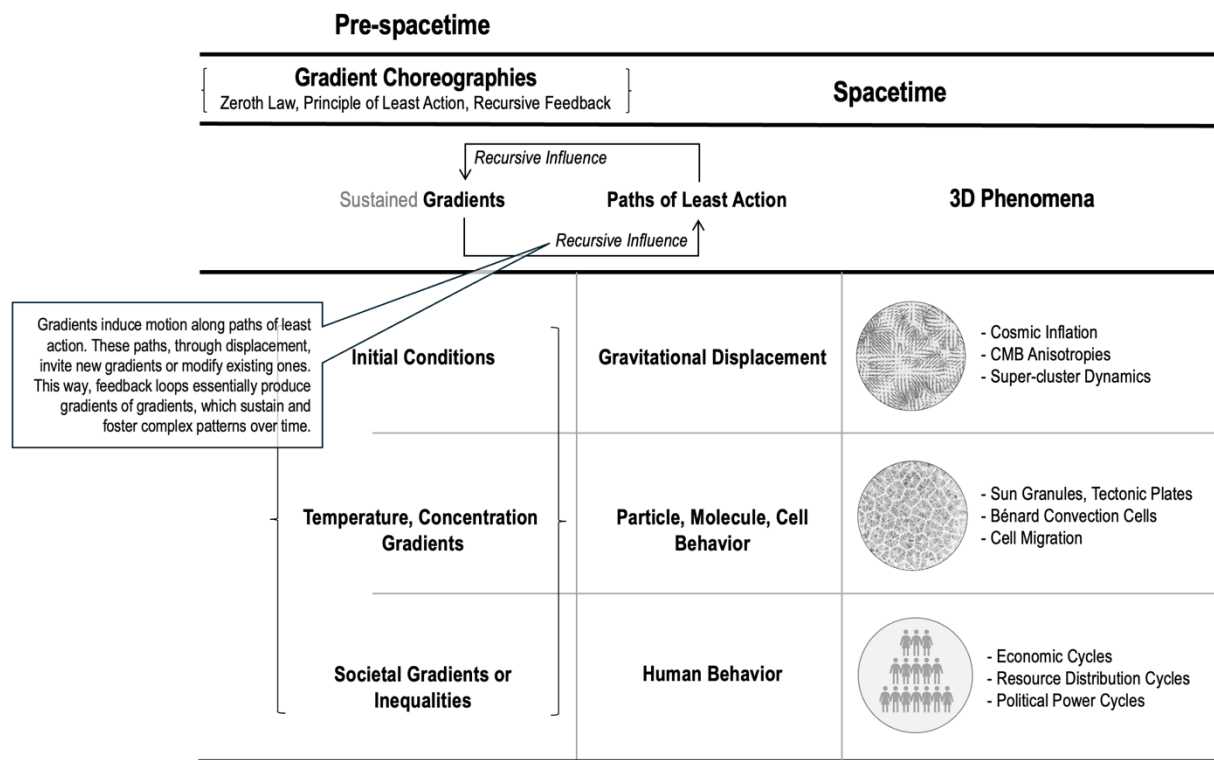 Pre-spacetime
Gradient Choreographies
Zeroth Law, Principle of Least Action, Recursive Feedback
Spacetime
Recursive Influence
Sustained Gradients
Paths of Least Action
3D Phenomena
Recursive Influence
Gradients induce motion along paths of least
action. These paths, through displacement,
invite new gradients or modify existing ones.
This way, feedback loops essentially produce
gradients of gradients, which sustain and
foster complex patterns over time.
Initial Conditions
Gravitational Displacement
- Cosmic Inflation
- CMB Anisotropies
- Super-cluster Dynamics
Temperature, Concentration
Gradients
Particle, Molecule, Cell
Behavior
- Sun Granules, Tectonic Plates
- Bénard Convection Cells
- Cell Migration
Societal Gradients or
Inequalities
Human Behavior
- Economic Cycles
- Resource Distribution Cycles
- Political Power Cycles